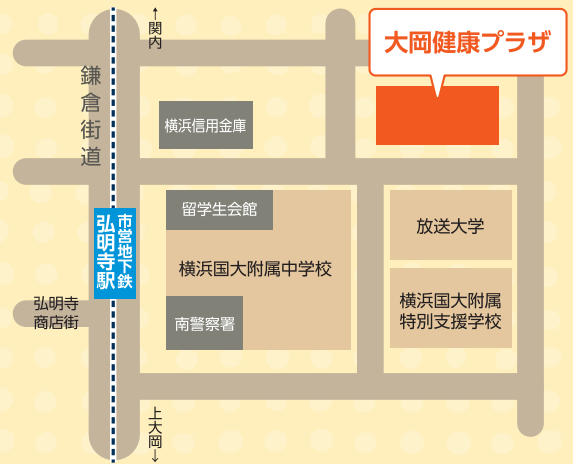 ↑関内
大岡健康プラザ
鎌倉街道
横浜信用金庫
留学生会館
放送大学
市営地下鉄
弘明寺駅
横浜国大附属中学校
横浜国大附属
特別支援学校
弘明寺
商店街
南警察署
上大岡↓